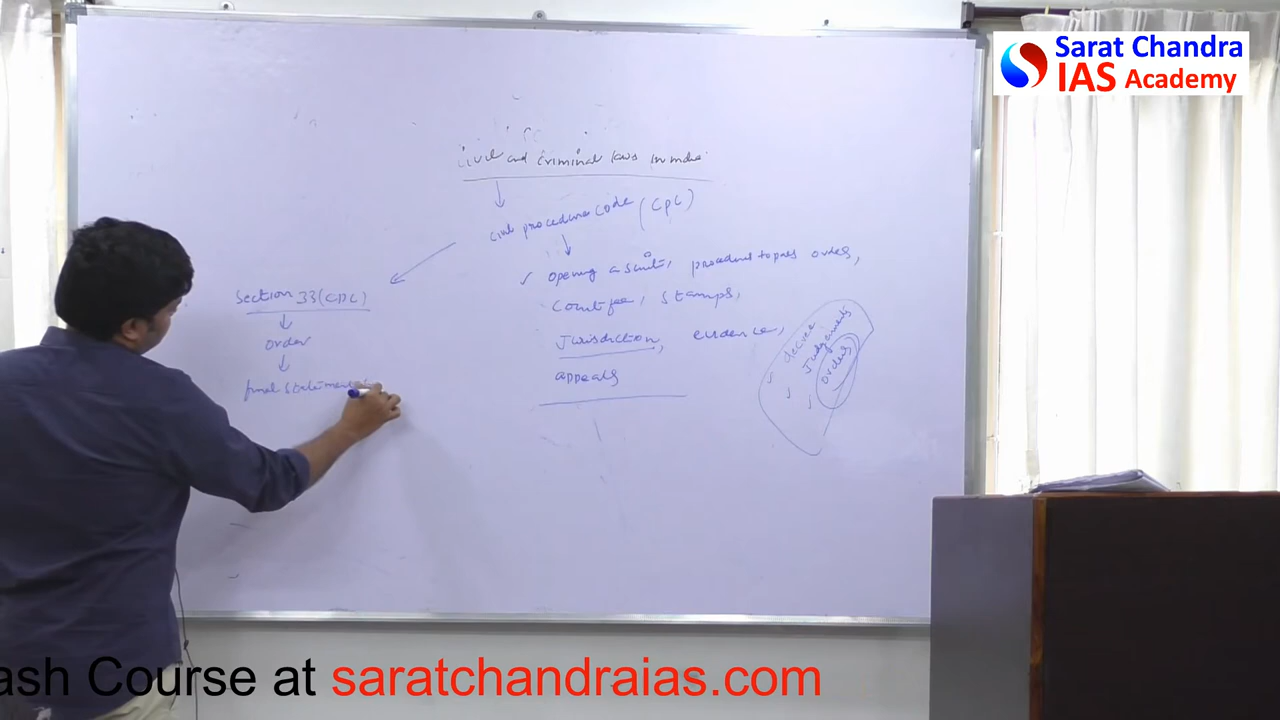 Sarat Chandra
IAS Academy
Civil and Criminal laws in India
Civil procedures code (CPC)
✓ opening a suit, procedure to pass orders,
Court fee, stamps,
Jurisdiction, evidence,
appeals
Section 33 (CPC)
order
final statement
✓ decree
✓ Judgements
✓ orders
ash Course at saratchandraias.com